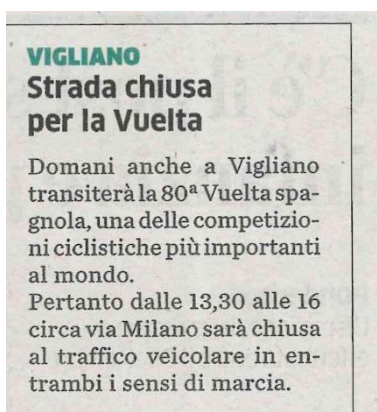 VIGLIANO
Strada chiusa
per la Vuelta
Domani anche a Vigliano
transiterà la 80ª Vuelta spa-
gnola, una delle competizio-
ni ciclistiche più importanti
al mondo.
Pertanto dalle 13,30 alle 16
circa via Milano sarà chiusa
al traffico veicolare in en-
trambi i sensi di marcia.